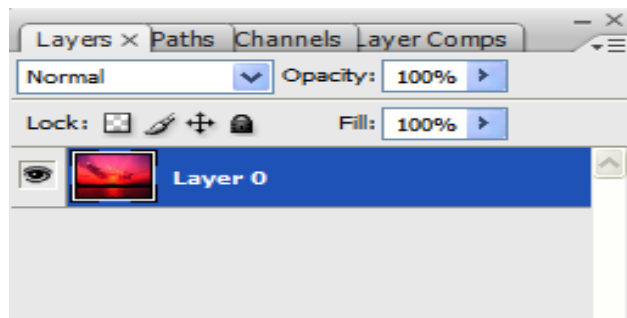 Layers × Paths Channels Layer Comps
Normal Opacity: 100%
Lock: Fill: 100%
Layer 0